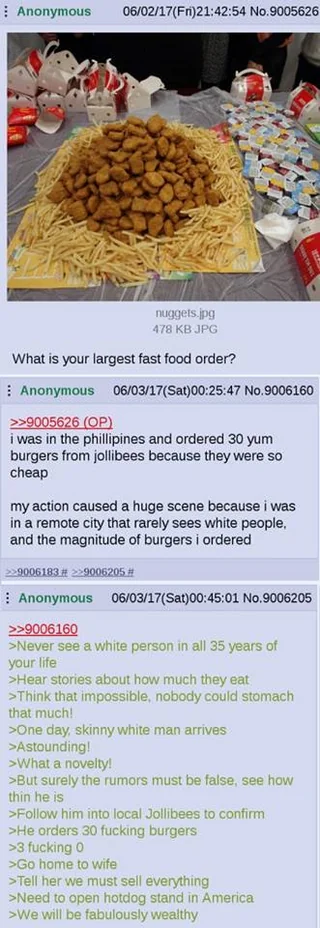 Anonymous 06/02/17(Fri)21:42:54 No.9005626
nuggets.jpg
478 KB JPG
What is your largest fast food order?
Anonymous 06/03/17(Sat)00:25:47 No.9006160
>>9005626 (OP)
i was in the phillipines and ordered 30 yum
burgers from jollibees because they were so
cheap
my action caused a huge scene because i was
in a remote city that rarely sees white people,
and the magnitude of burgers i ordered
>>9006183 # >>9006205 #
Anonymous 06/03/17(Sat)00:45:01 No.9006205
>>9006160
>Never see a white person in all 35 years of
your life
>Hear stories about how much they eat
>Think that impossible, nobody could stomach
that much!
>One day, skinny white man arrives
>Astounding!
>What a novelty!
>But surely the rumors must be false, see how
thin he is
>Follow him into local Jollibees to confirm
>He orders 30 fucking burgers
>3 fucking 0
>Go home to wife
>Tell her we must sell everything
>Need to open hotdog stand in America
>We will be fabulously wealthy